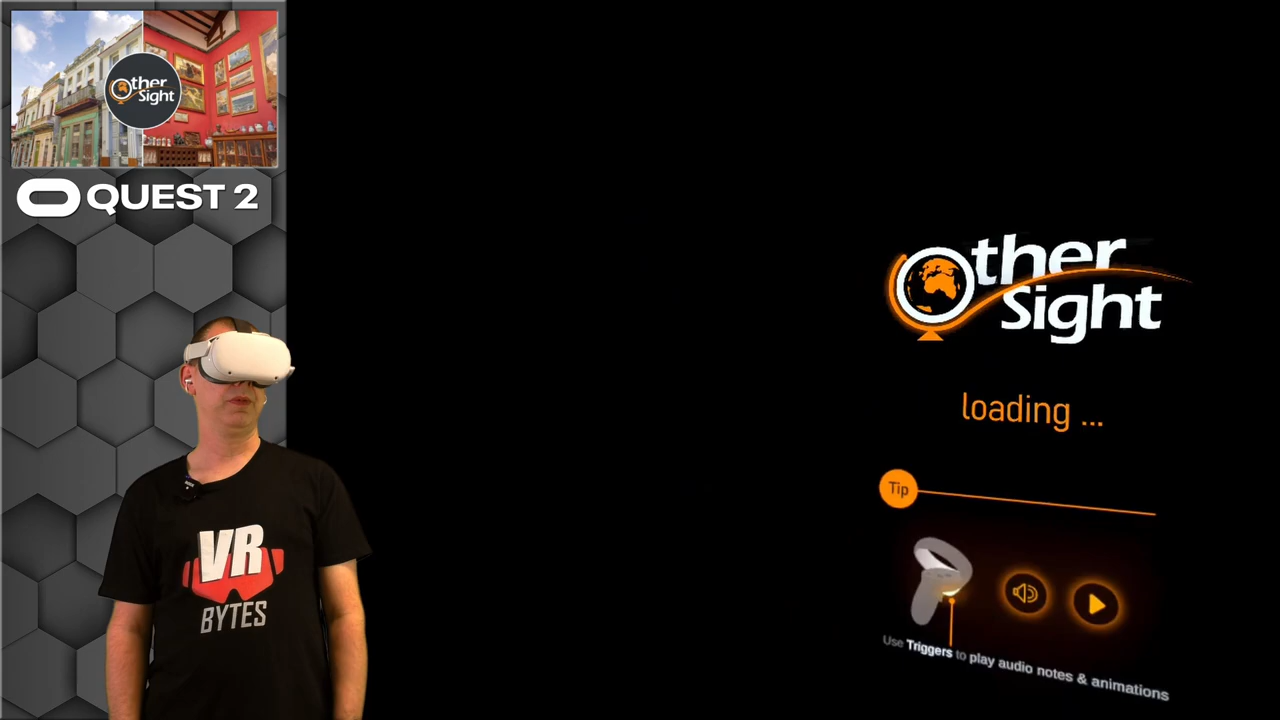 Other
Sight
QUEST 2
VR
BYTES
Other
Sight
loading ...
Tip
Use Triggers to play audio notes & animations